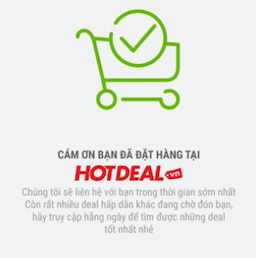 CÁM ƠN BẠN ĐÃ ĐẶT HÀNG TẠI
HOTDEAL.vn
Chúng tôi sẽ liên hệ với bạn trong thời gian sớm nhất
Còn rất nhiều deal hấp dẫn khác đang chờ đón bạn,
hãy truy cập hằng ngày để tìm được những deal
tốt nhất nhé